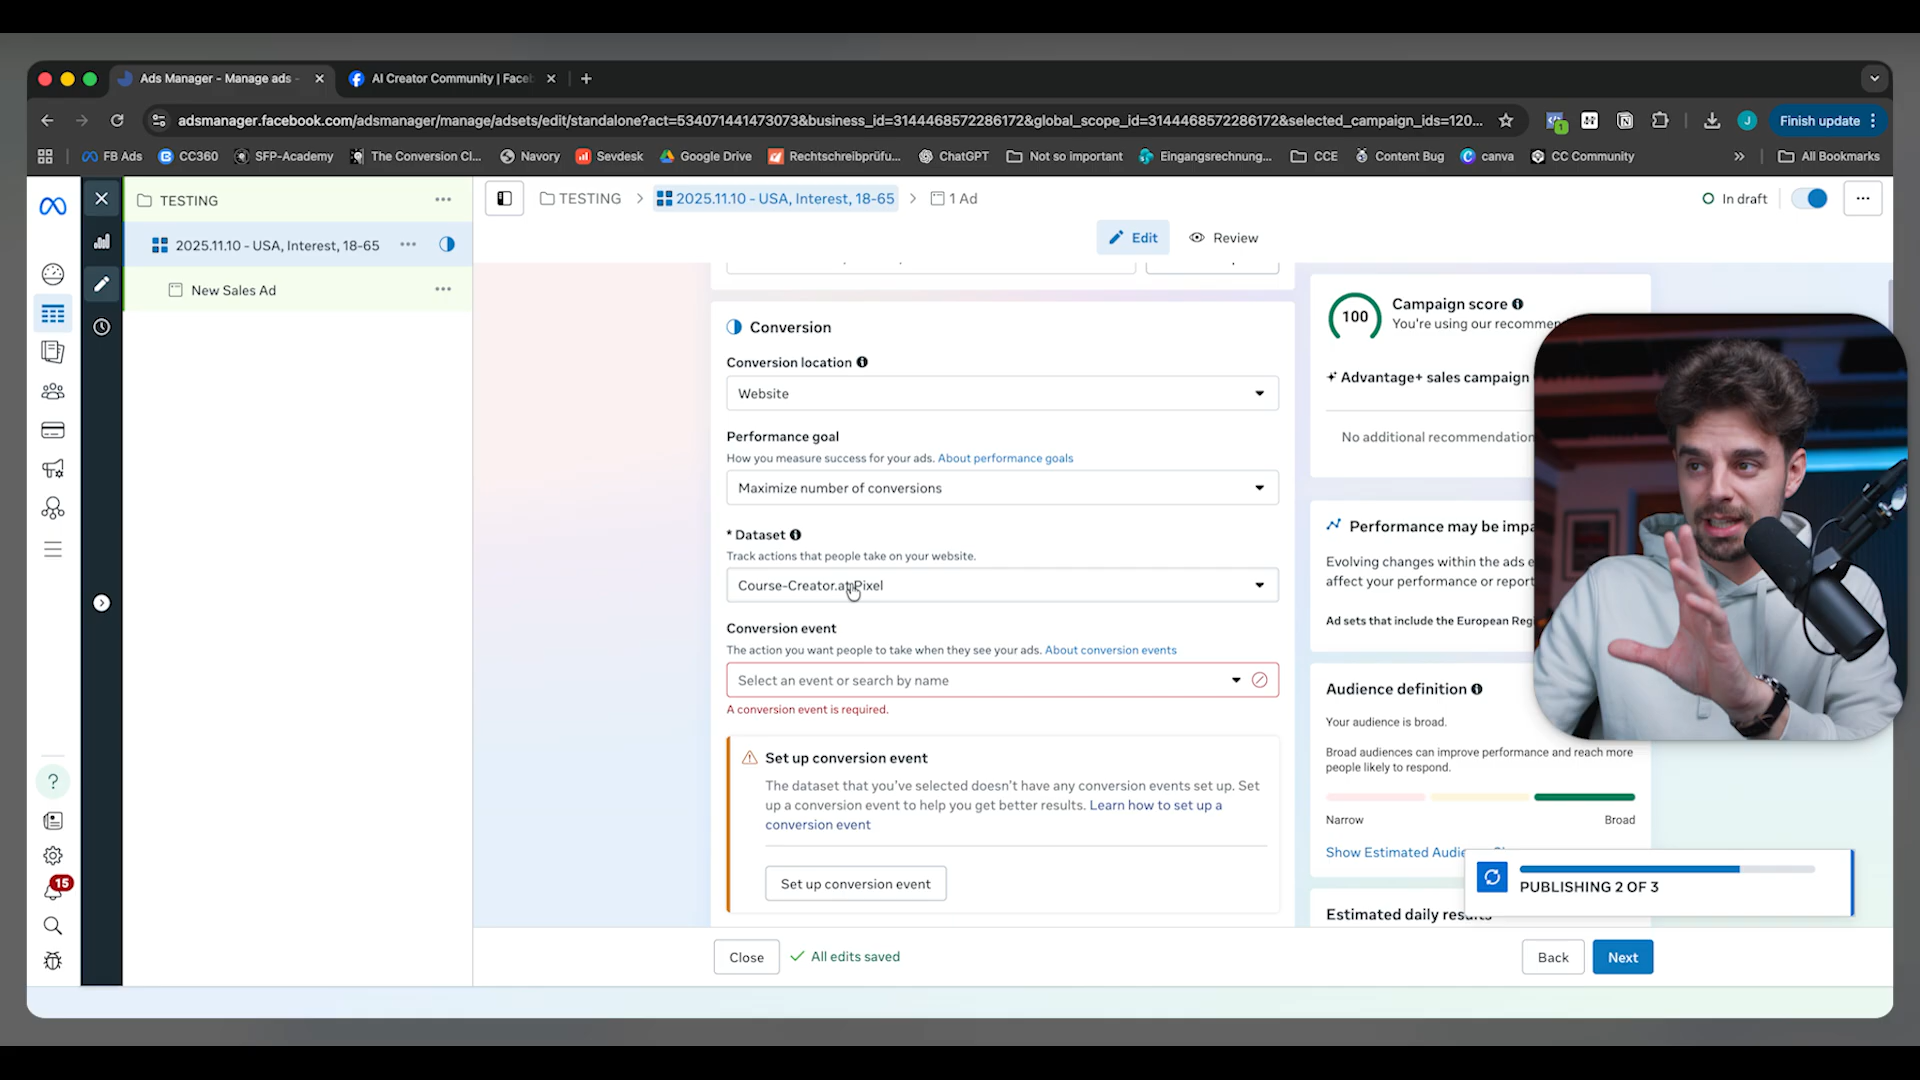 Ads Manager - Manage ads -
AI Creator Community | Faceb
adsmanager.facebook.com/adsmanager/manage/adsets/edit/standalone?act=534071441473073&business_id=3144468572286172&global_scope_id=3144468572286172&selected_campaign_ids=120...
1
J
Finish update
FB Ads
CC360
SFP-Academy
The Conversion Cl...
Navory
Sevdesk
Google Drive
Rechtschreibprüfu...
ChatGPT
Not so important
Eingangsrechnung...
CCE
Content Bug
canva
CC Community
All Bookmarks
TESTING
2025.11.10 - USA, Interest, 18-65
New Sales Ad
TESTING
2025.11.10 - USA, Interest, 18-65
1 Ad
In draft
Edit
Review
Conversion
Conversion location
Website
Performance goal
How you measure success for your ads. About performance goals
Maximize number of conversions
* Dataset
Track actions that people take on your website.
Course-Creator.at Pixel
Conversion event
The action you want people to take when they see your ads. About conversion events
Select an event or search by name
A conversion event is required.
Set up conversion event
The dataset that you've selected doesn't have any conversion events set up. Set
up a conversion event to help you get better results. Learn how to set up a
conversion event
Set up conversion event
100
Campaign score
You're using our recommen
Advantage+ sales campaign
No additional recommendation
Performance may be impa
Evolving changes within the ads e
affect your performance or report
Ad sets that include the European Reg
Audience definition
Your audience is broad.
Broad audiences can improve performance and reach more
people likely to respond.
Narrow
Broad
Show Estimated Audie
PUBLISHING 2 OF 3
Estimated daily results
15
Close
All edits saved
Back
Next